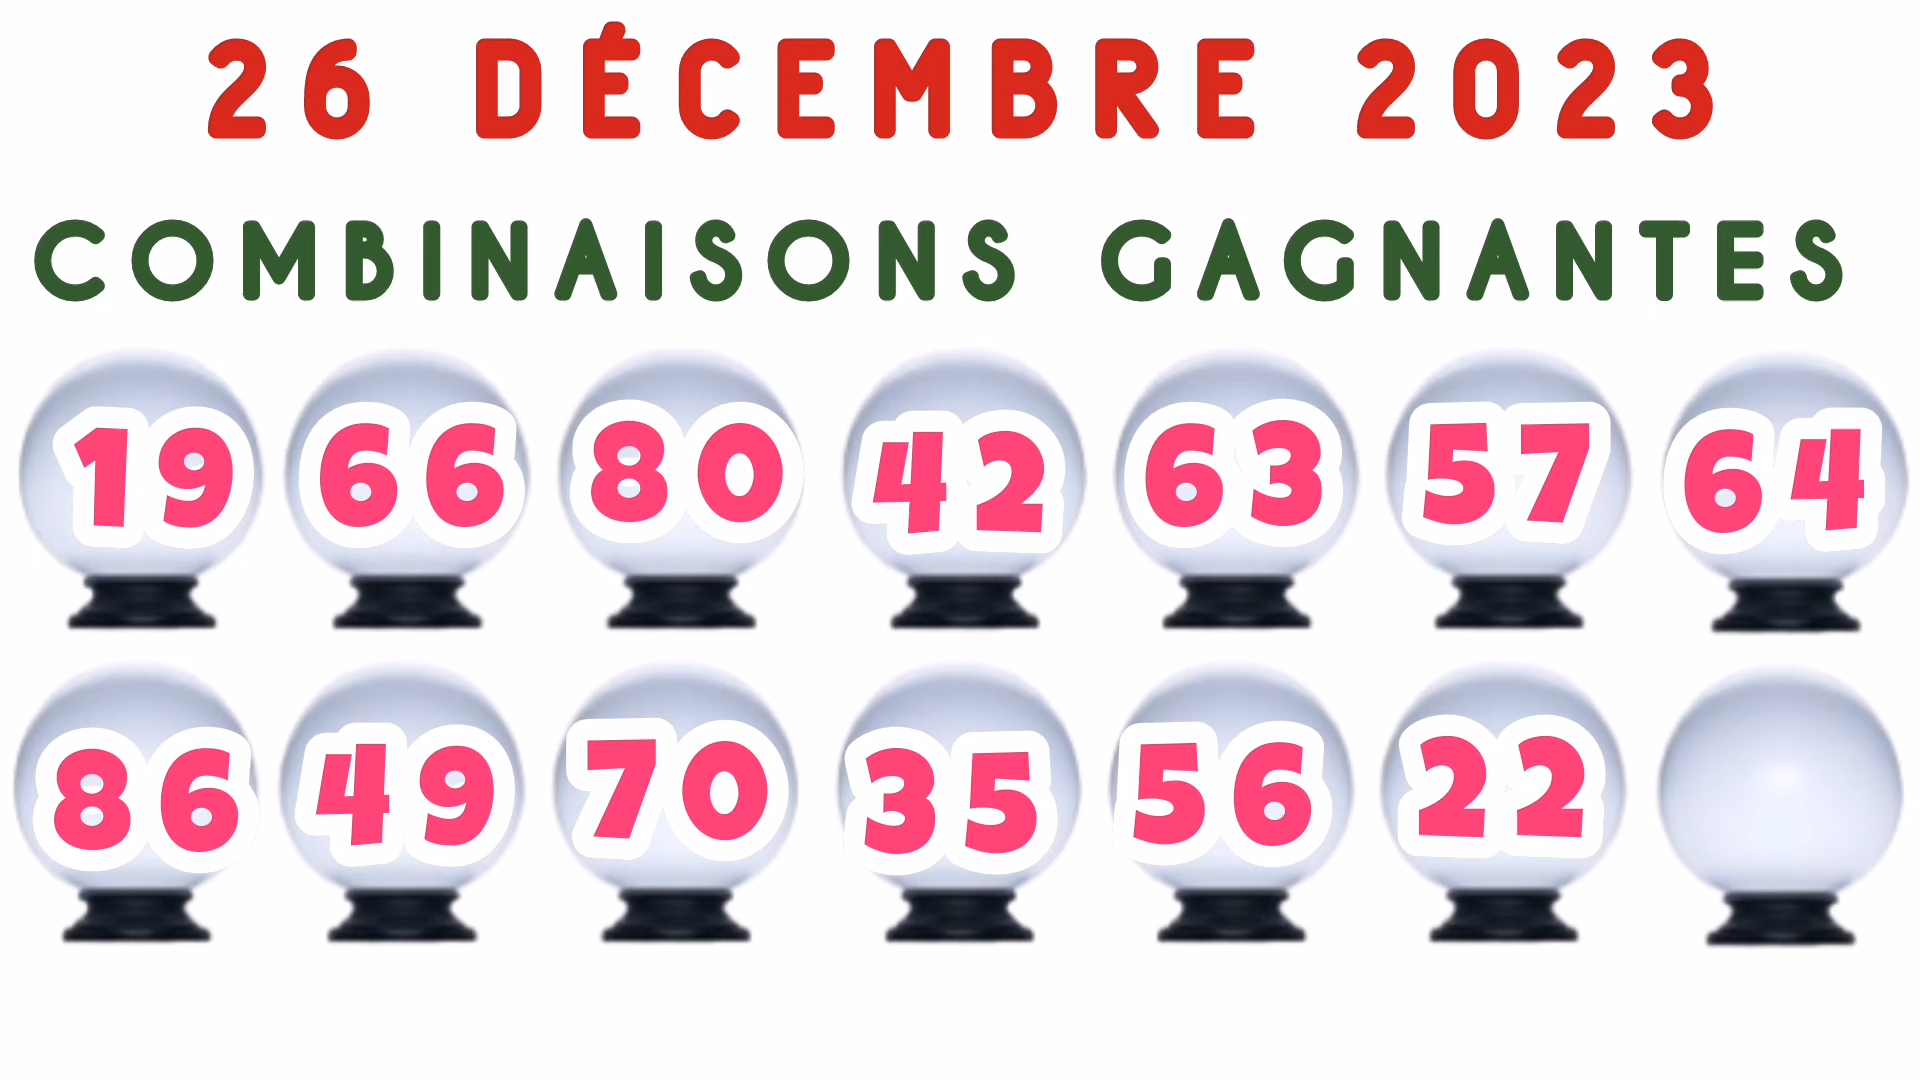 26 DÉCEMBRE 2023
COMBINAISONS GAGNANTES
19 66 80 42 63 57 64
86 49 70 35 56 22